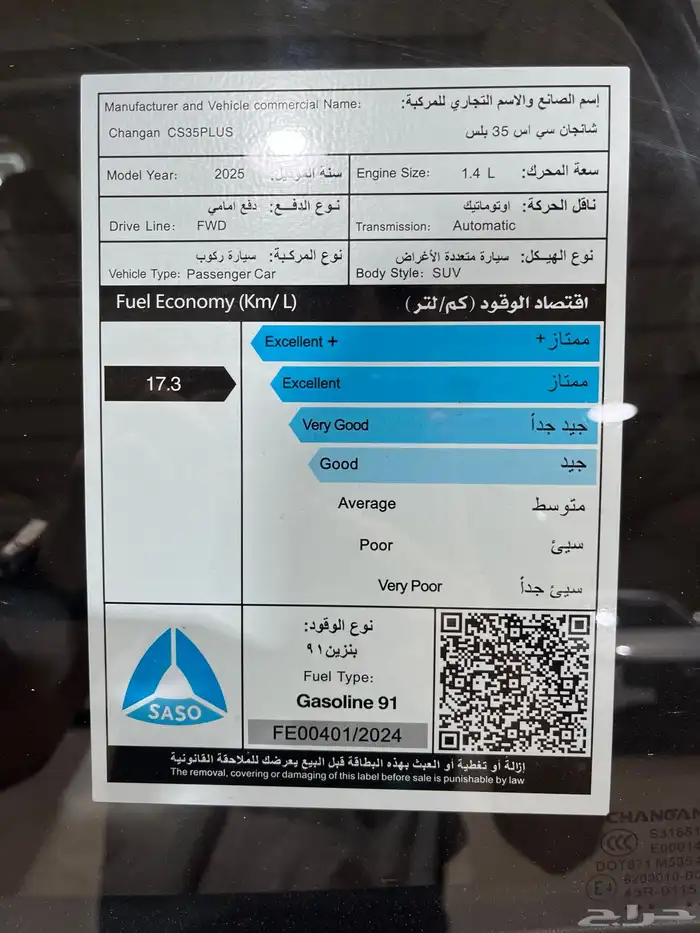 Manufacturer and Vehicle commercial Name: إسم الصانع والاسم التجاري للمركبة:
Changan CS35PLUS شانجان سي اس 35 بلس
Model Year: 2025 سنة
Engine Size: 1.4 L سعة المحرك:
نوع الدفـــع: دفع امامي
Drive Line: FWD
ناقل الحركة: اوتوماتيك
Transmission: Automatic
نوع المركبة: سيارة ركوب
Vehicle Type: Passenger Car
نوع الهيـكل: سيارة متعددة الأغراض
Body Style: SUV
Fuel Economy (Km/ L) اقتصاد الوقود (كم/لتر)
Excellent + ممتاز +
17.3
Excellent ممتاز
Very Good جيد جداً
Good جيد
Average متوسط
Poor سيئ
Very Poor سيئ جداً
SASO
نوع الوقود:
بنزين٩١
Fuel Type:
Gasoline 91
FE00401/2024
إزالة أو تغطية أو العبث بهذه البطاقة قبل البيع يعرضك للملاحقة القانونية
The removal, covering or damaging of this label before sale is punishable by law
CHANGAN
CCC
حراج